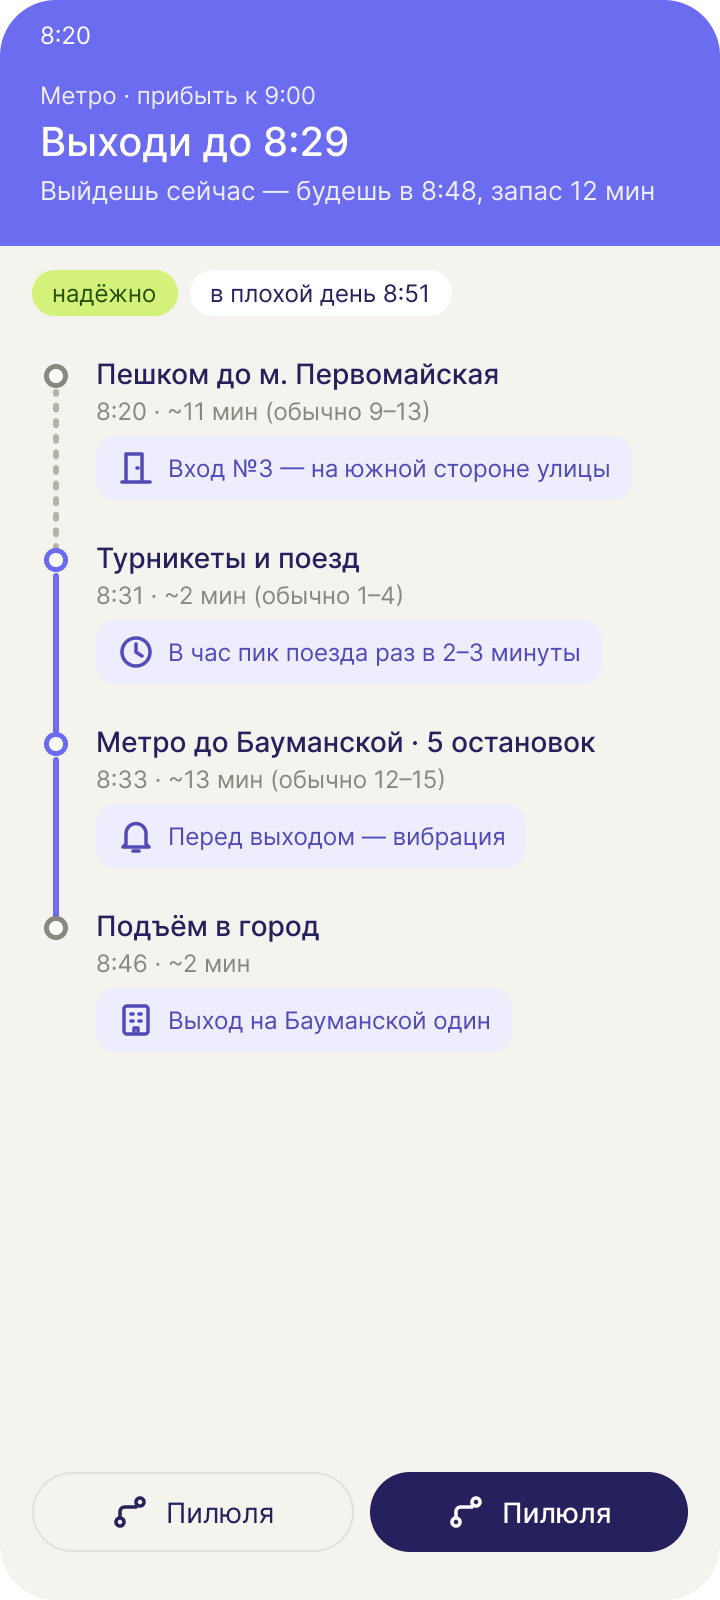 8:20
Метро · прибыть к 9:00
Выходи до 8:29
Выйдешь сейчас — будешь в 8:48, запас 12 мин
надёжно
в плохой день 8:51
Пешком до м. Первомайская
8:20 · ~11 мин (обычно 9–13)
Вход №3 — на южной стороне улицы
Турникеты и поезд
8:31 · ~2 мин (обычно 1–4)
В час пик поезда раз в 2–3 минуты
Метро до Бауманской · 5 остановок
8:33 · ~13 мин (обычно 12–15)
Перед выходом — вибрация
Подъём в город
8:46 · ~2 мин
Выход на Бауманской один
Пилюля
Пилюля